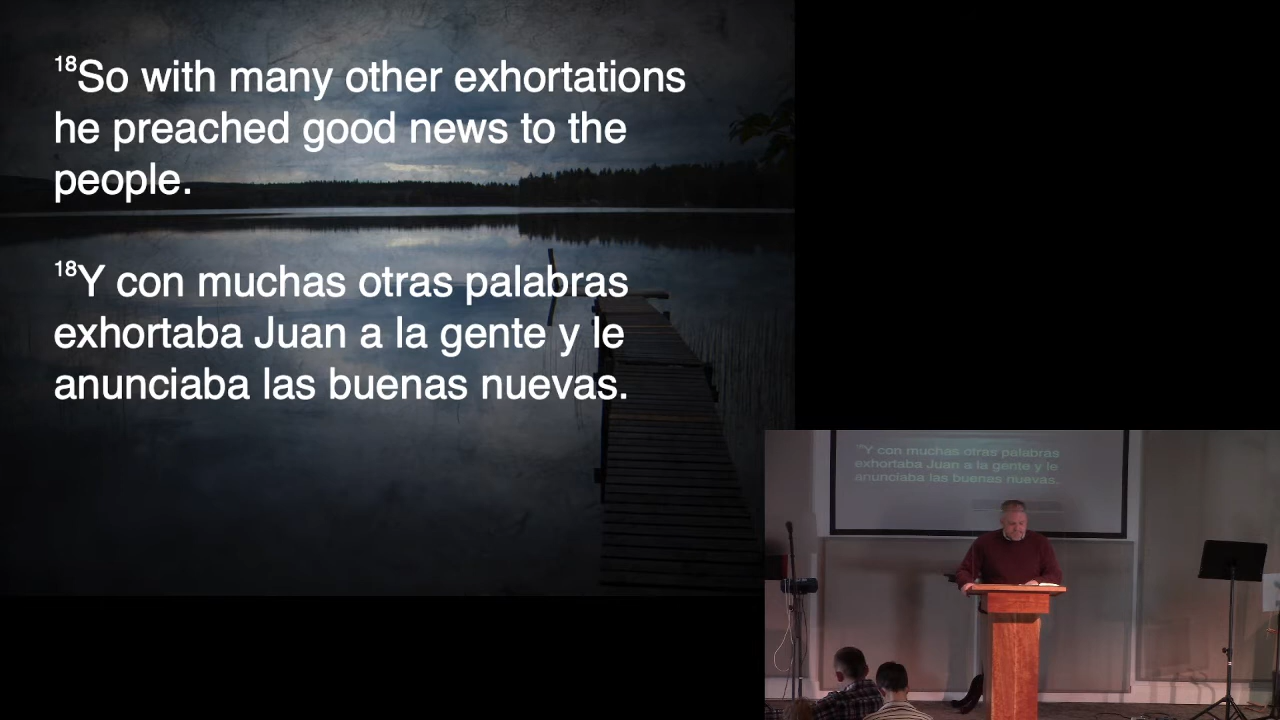 ¹⁸So with many other exhortations
he preached good news to the
people.
¹⁸Y con muchas otras palabras
exhortaba Juan a la gente y le
anunciaba las buenas nuevas.
¹⁸Y con muchas otras palabras
exhortaba Juan a la gente y le
anunciaba las buenas nuevas.